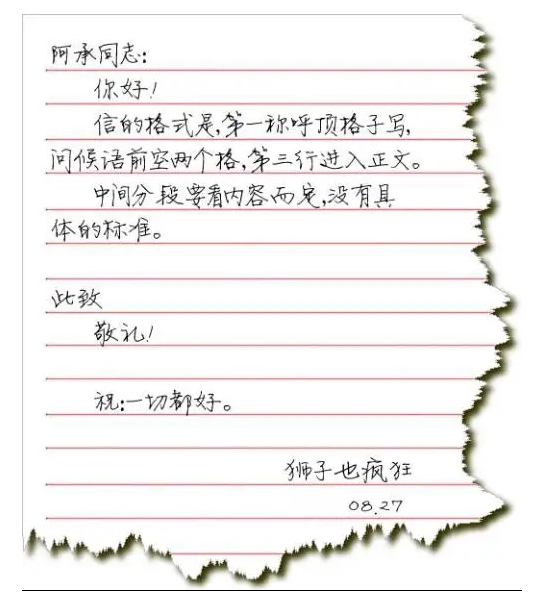 阿承同志:
你好!
信的格式是,第一称呼顶格子写,
问候语前空两个格,第三行进入正文。
中间分段要看内容而定,没有具
体的标准。
此致
敬礼!
祝:一切都好。
狮子也疯狂
08.27